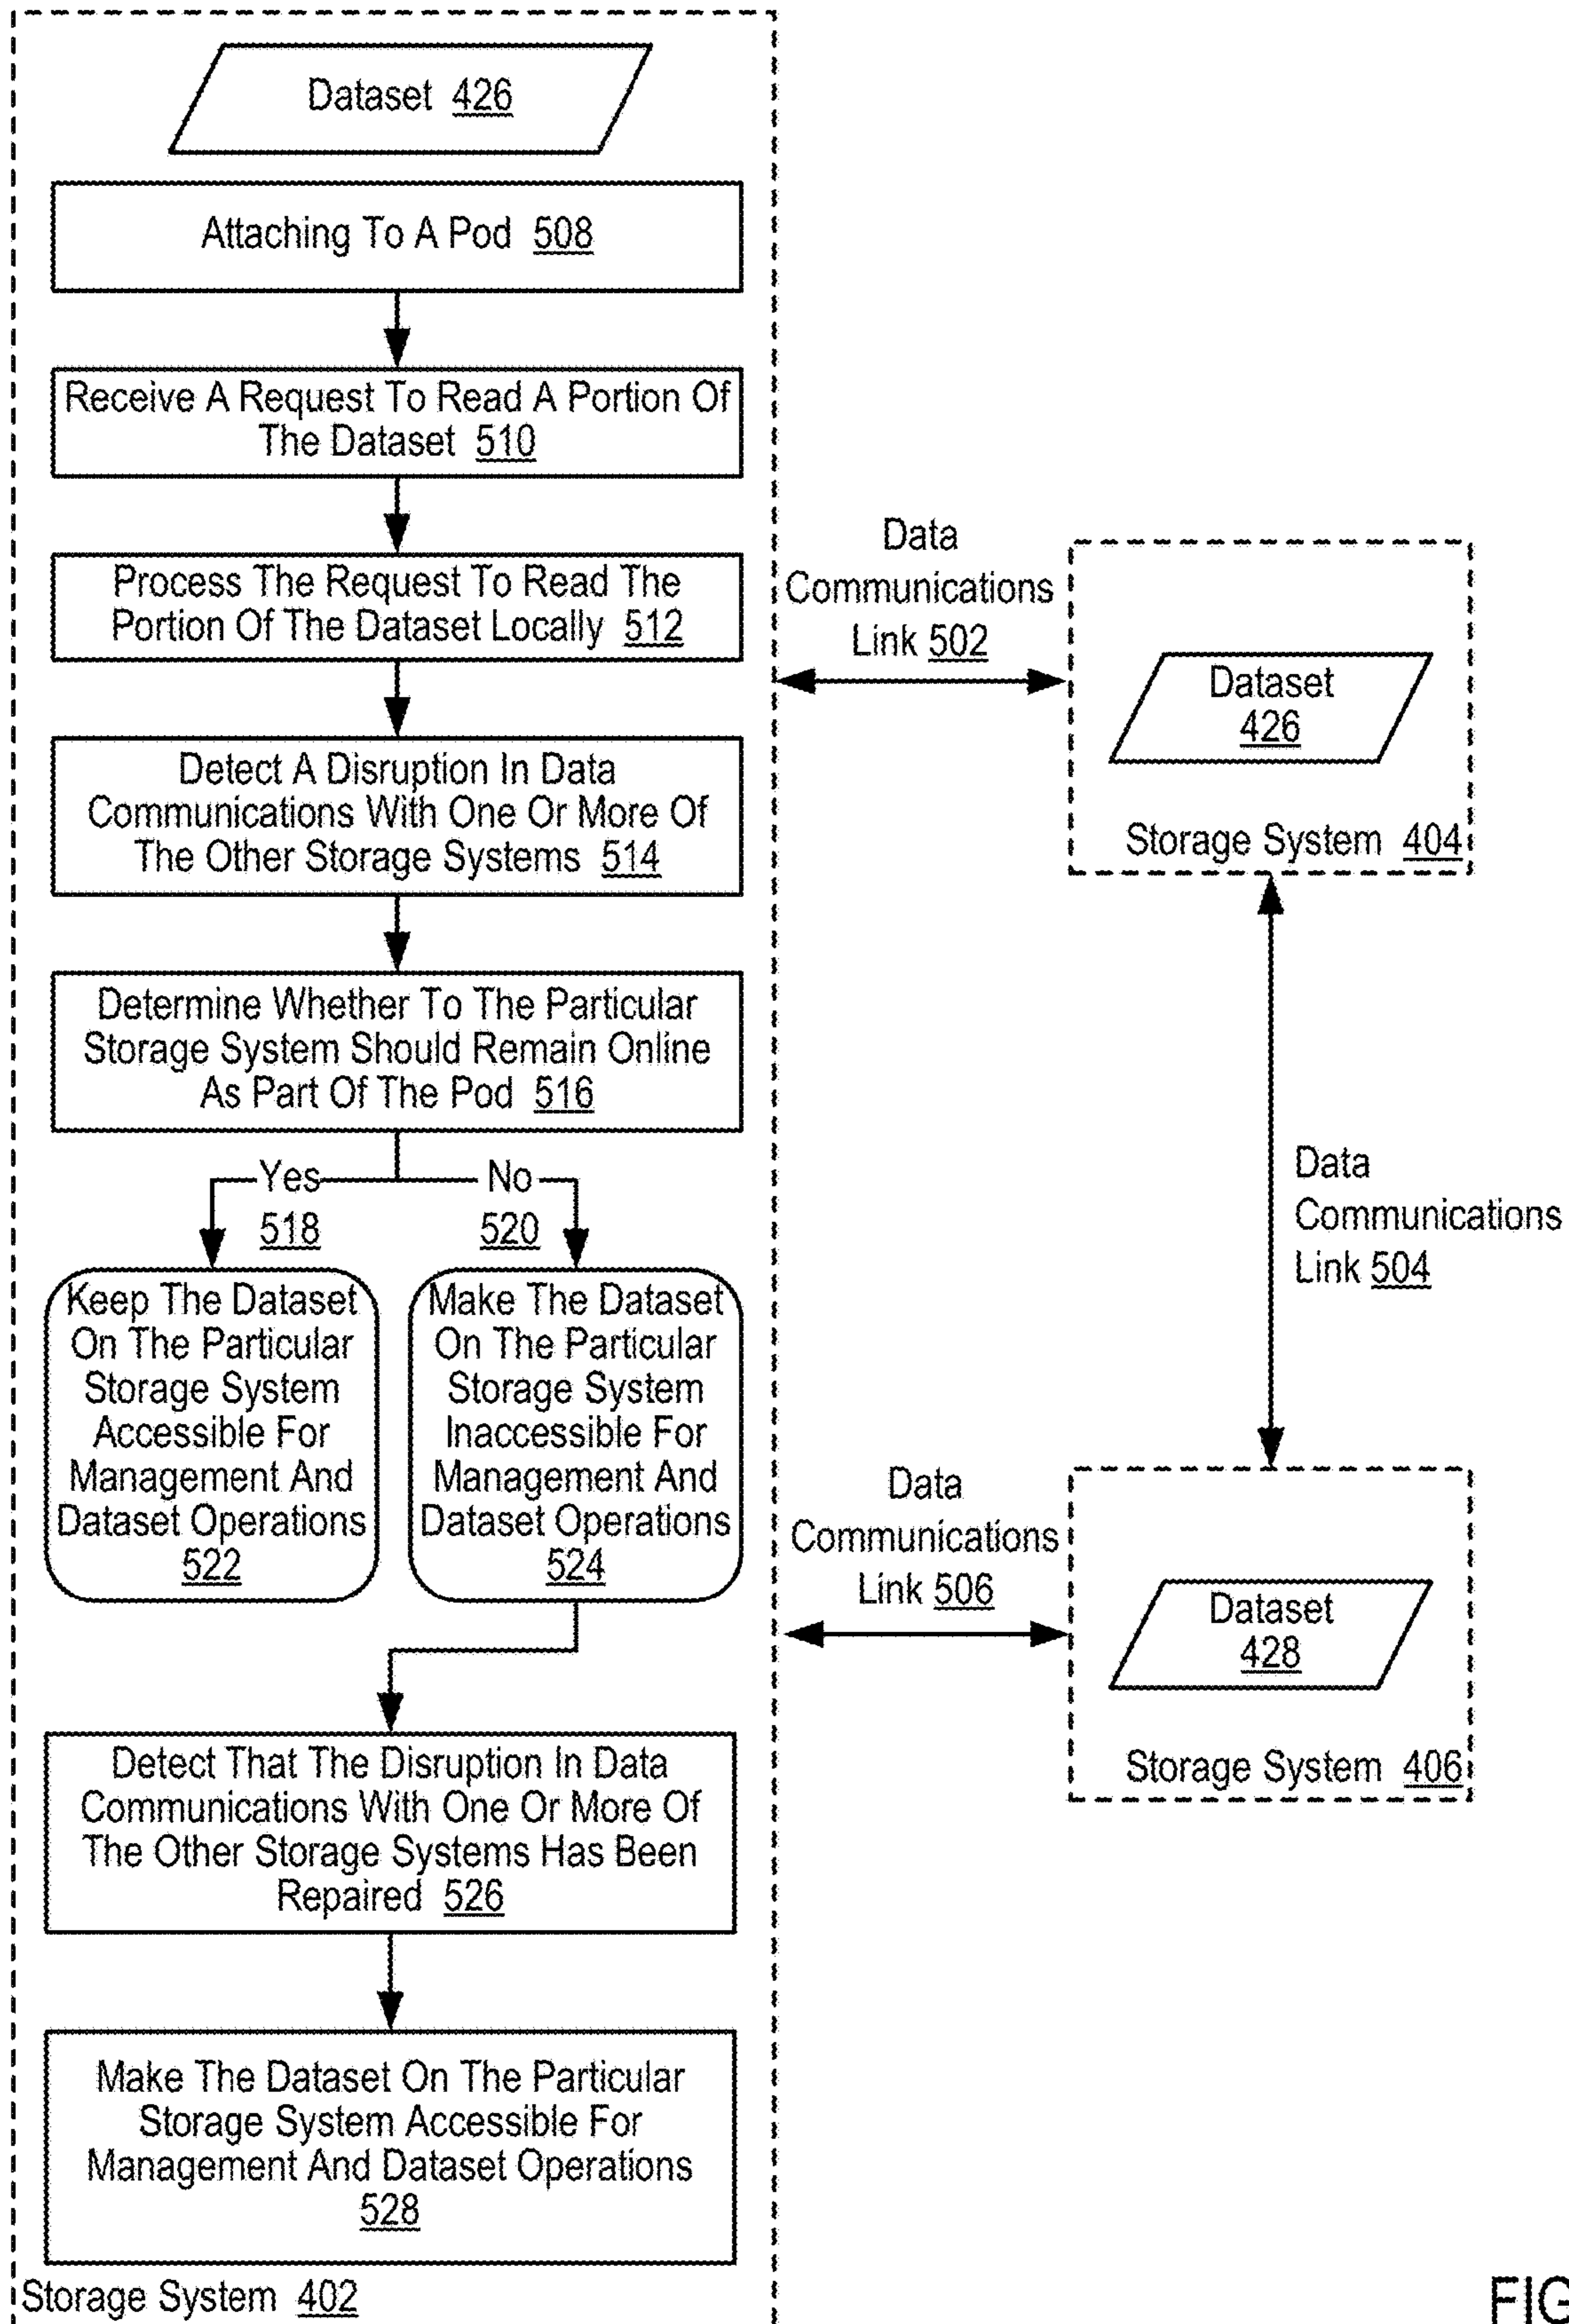 Dataset 426
Attaching To A Pod 508
Receive A Request To Read A Portion Of
The Dataset 510
Process The Request To Read The
Portion Of The Dataset Locally 512
Detect A Disruption In Data
Communications With One Or More Of
The Other Storage Systems 514
Determine Whether To The Particular
Storage System Should Remain Online
As Part Of The Pod 516
Yes
518
No
520
Keep The Dataset
On The Particular
Storage System
Accessible For
Management And
Dataset Operations
522
Make The Dataset
On The Particular
Storage System
Inaccessible For
Management And
Dataset Operations
524
Detect That The Disruption In Data
Communications With One Or More Of
The Other Storage Systems Has Been
Repaired 526
Make The Dataset On The Particular
Storage System Accessible For
Management And Dataset Operations
528
Storage System 402
Data
Communications
Link 502
Dataset
426
Storage System 404
Data
Communications
Link 504
Data
Communications
Link 506
Dataset
428
Storage System 406
FIG